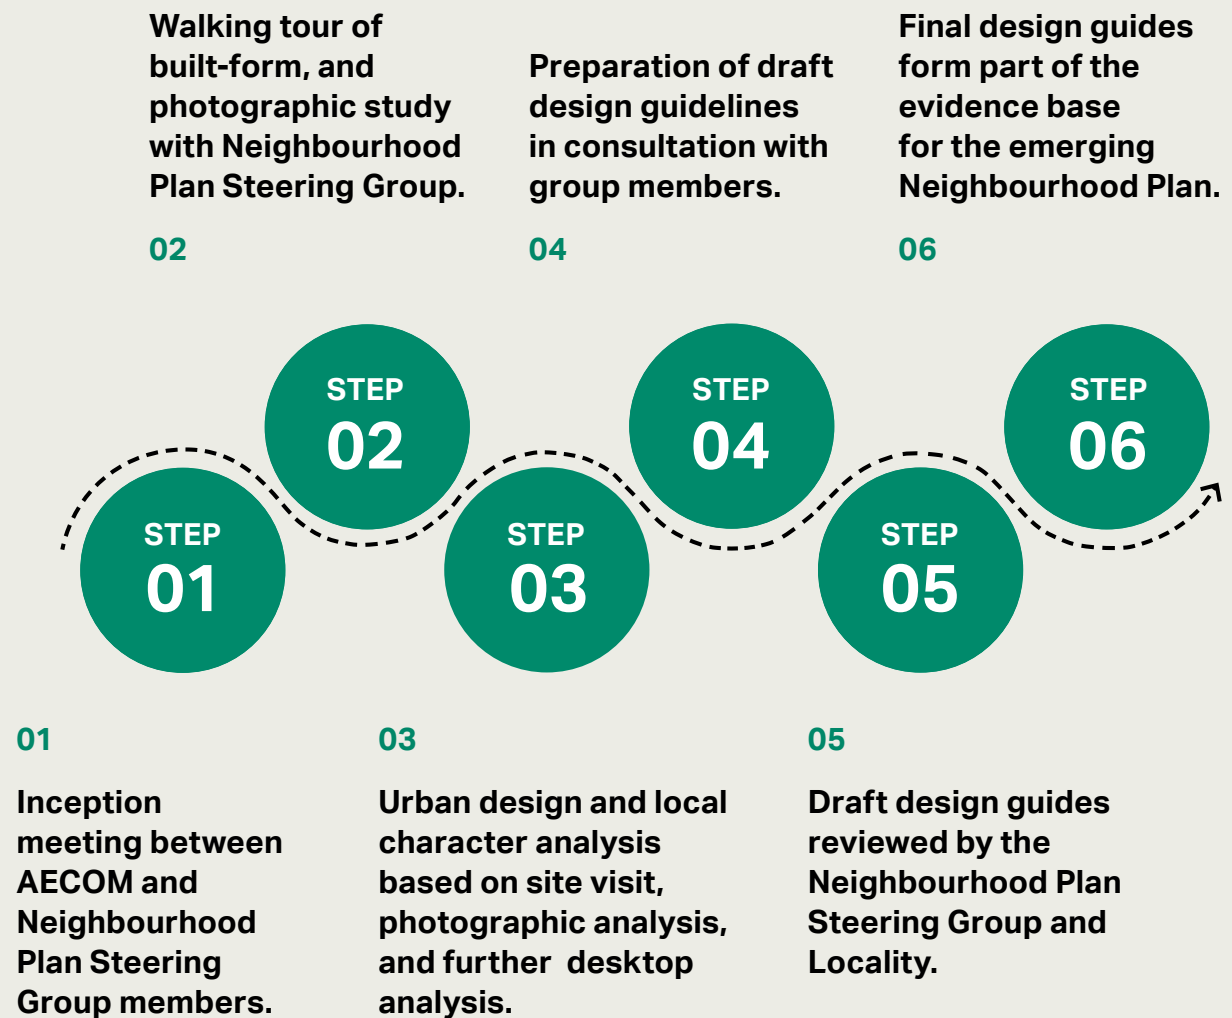 Walking tour of
built-form, and
photographic study
with Neighbourhood
Plan Steering Group.
02
Preparation of draft
design guidelines
in consultation with
group members.
04
Final design guides
form part of the
evidence base
for the emerging
Neighbourhood Plan.
06
STEP
01
STEP
02
STEP
03
STEP
04
STEP
05
STEP
06
01
Inception
meeting between
AECOM and
Neighbourhood
Plan Steering
Group members.
03
Urban design and local
character analysis
based on site visit,
photographic analysis,
and further  desktop
analysis.
05
Draft design guides
reviewed by the
Neighbourhood Plan
Steering Group and
Locality.